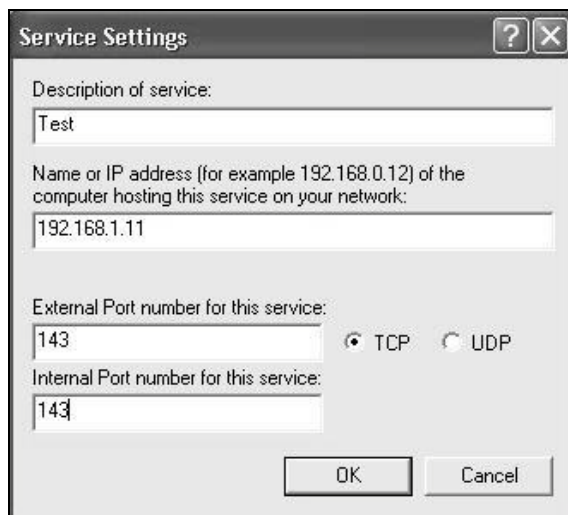 Service Settings
Description of service:
Test
Name or IP address (for example 192.168.0.12) of the
computer hosting this service on your network:
192.168.1.11
External Port number for this service:
143
TCP
UDP
Internal Port number for this service:
143
OK
Cancel